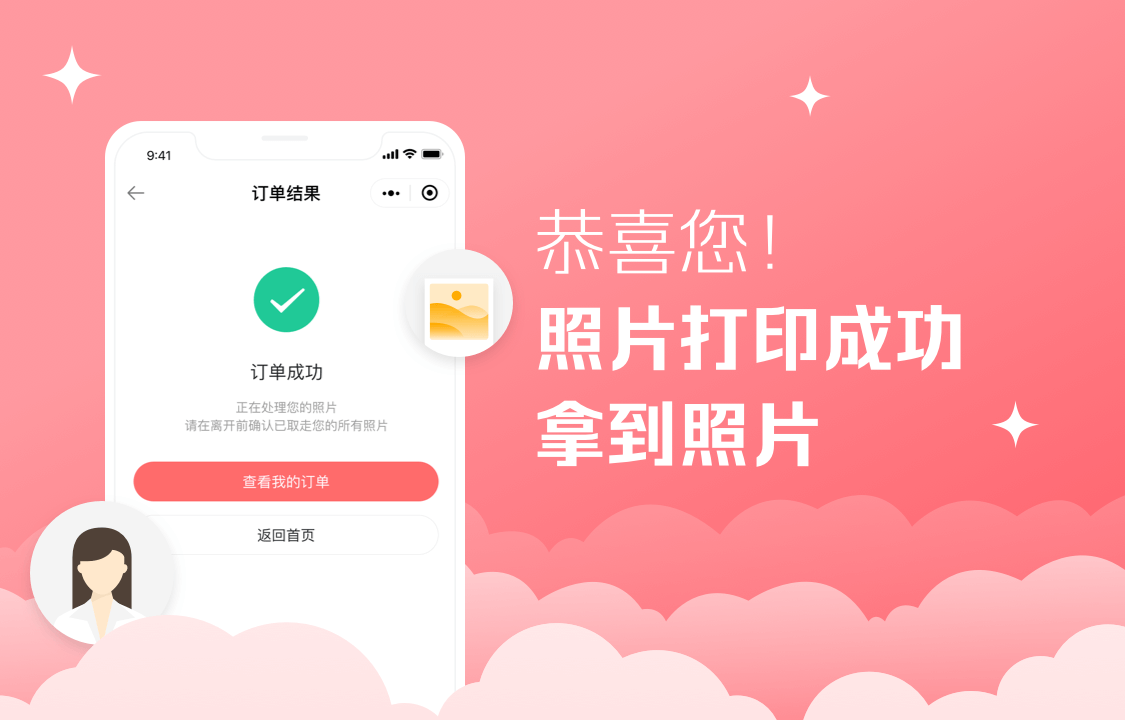 9:41
订单结果
订单成功
正在处理您的照片
请在离开前确认已取走您的所有照片
查看我的订单
返回首页
恭喜您！
照片打印成功
拿到照片